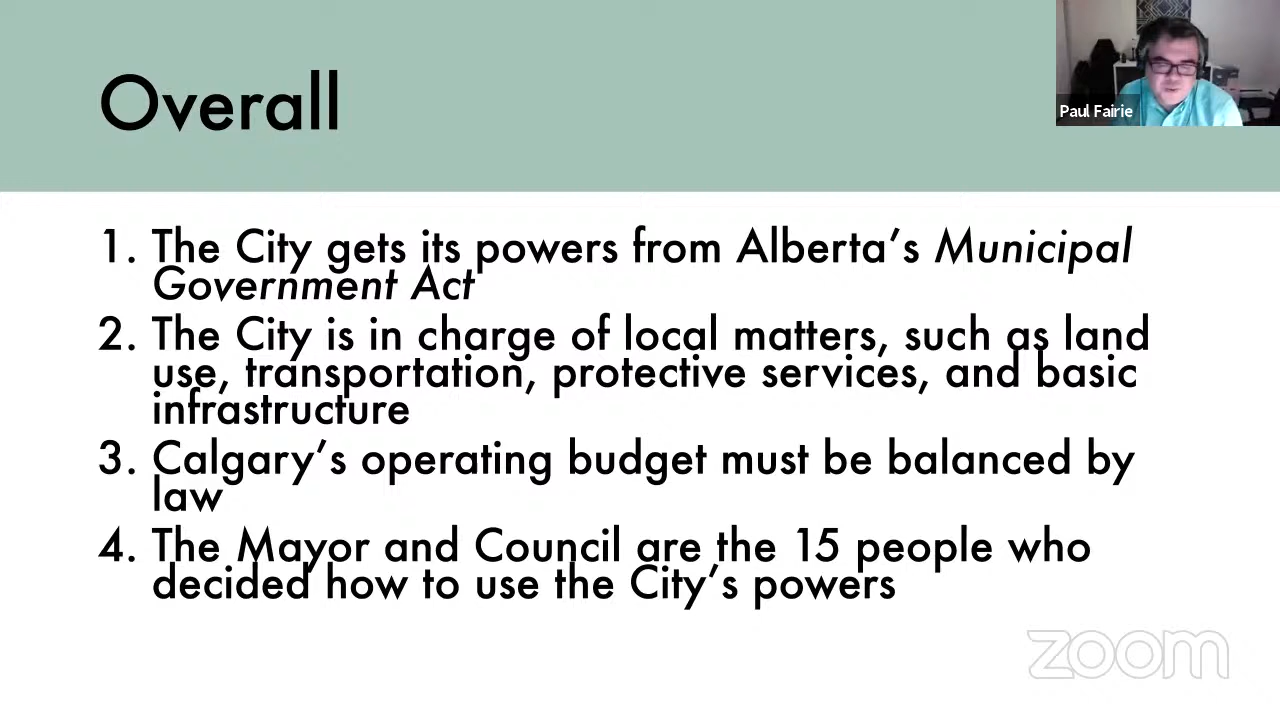 Overall
Paul Fairie
1. The City gets its powers from Alberta’s Municipal
Government Act
2. The City is in charge of local matters, such as land
use, transportation, protective services, and basic
infrastructure
3. Calgary’s operating budget must be balanced by
law
4. The Mayor and Council are the 15 people who
decided how to use the City’s powers
zoom